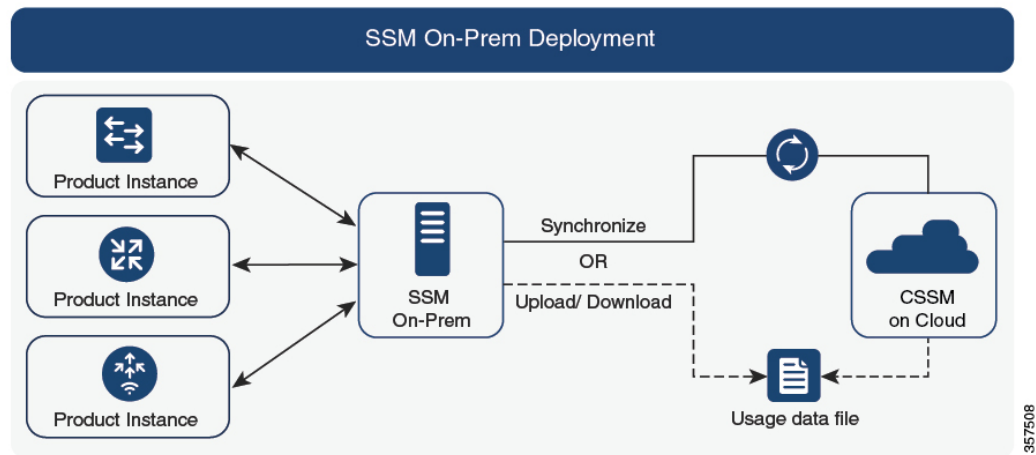 SSM On-Prem Deployment
Product Instance
Product Instance
Product Instance
SSM
On-Prem
Synchronize
OR
Upload/ Download
CSSM
on Cloud
Usage data file
357508